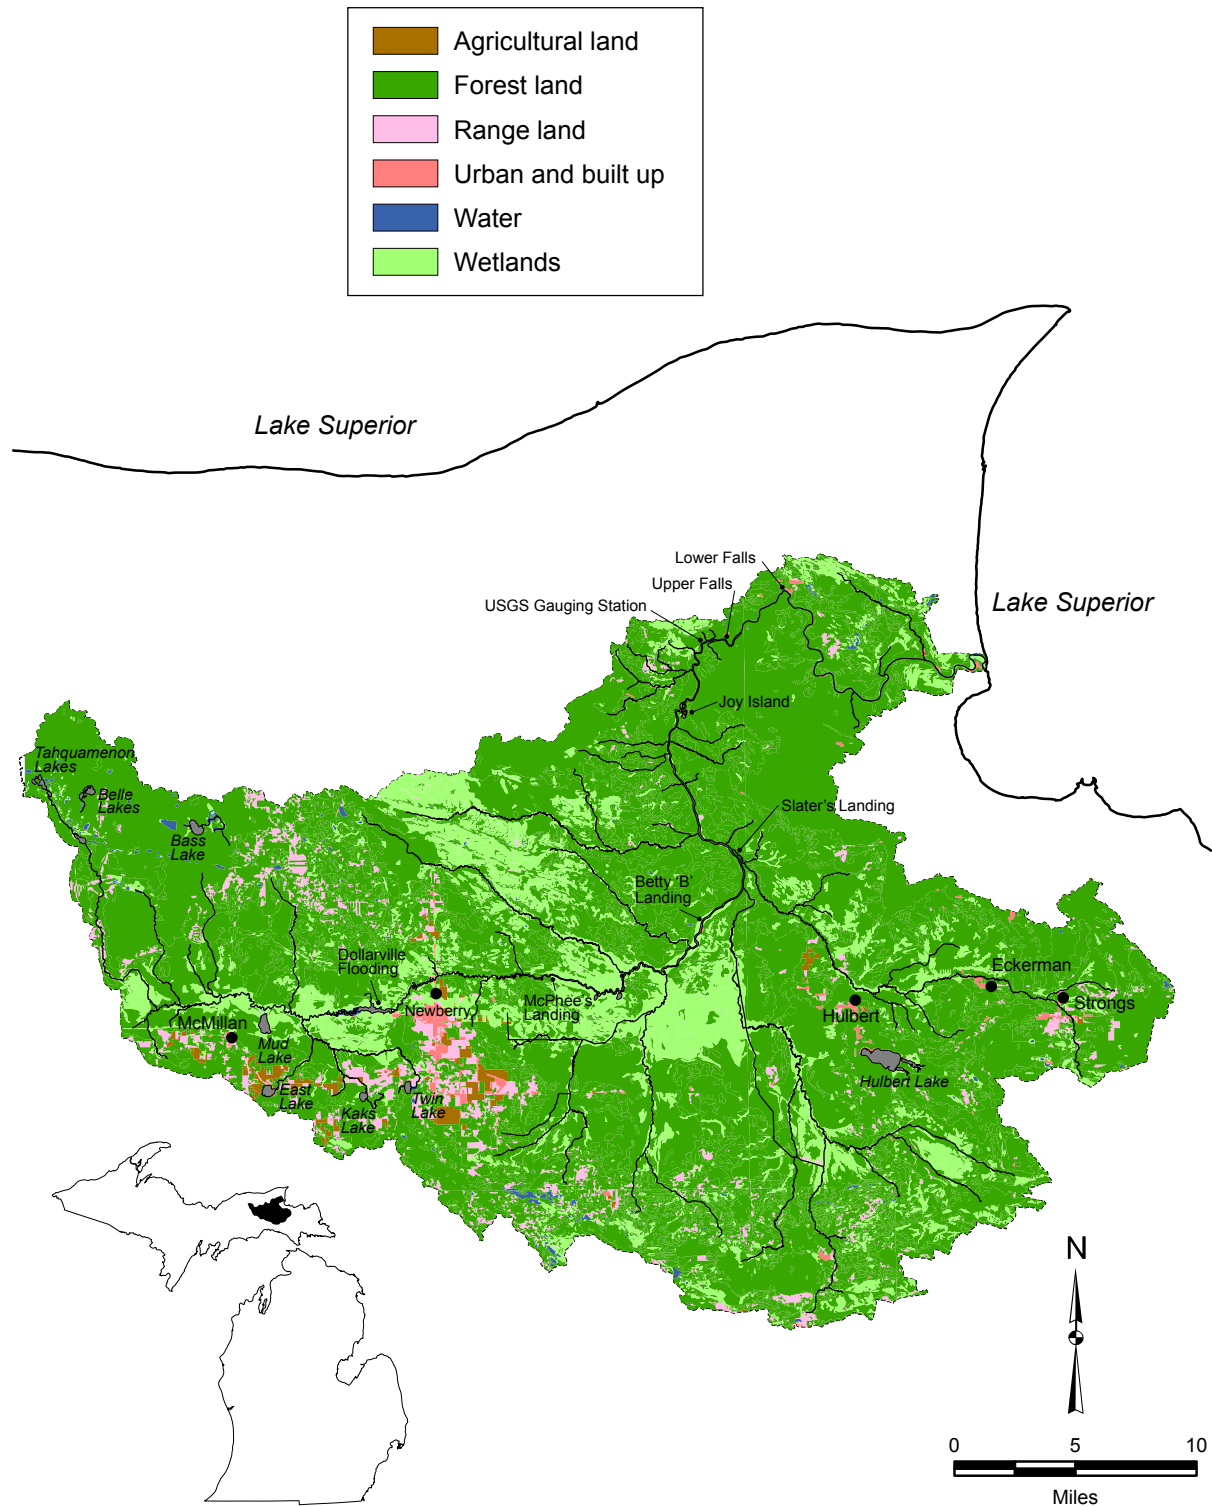 Agricultural land
Forest land
Range land
Urban and built up
Water
Wetlands
Lake Superior
Lower Falls
Upper Falls
USGS Gauging Station
Lake Superior
Joy Island
Tahquamenon
Lakes
Belle
Lakes
Bass
Lake
Slater's Landing
Betty 'B'
Landing
Dollarville
Flooding
Eckerman
Newberry
McPhee's
Landing
Strongs
McMillan
Hulbert
Mud
Lake
Hulbert Lake
East
Lake
Kaks
Lake
Twin
Lake
N
0 5 10
Miles